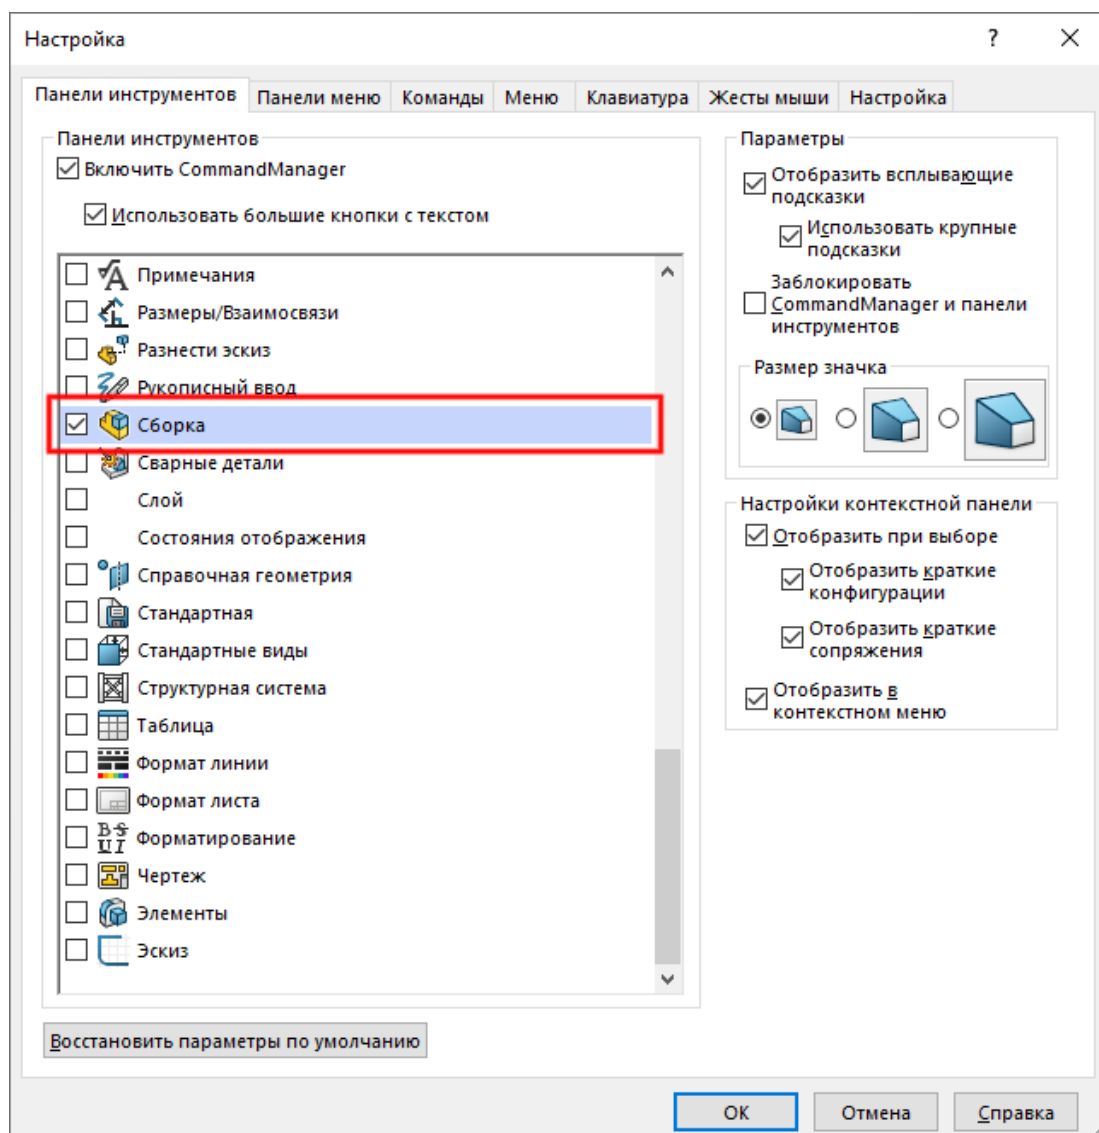 Настройка
?
Панели инструментов
Панели меню
Команды
Меню
Клавиатура
Жесты мыши
Настройка
Панели инструментов
Включить CommandManager
Использовать большие кнопки с текстом
Примечания
Размеры/Взаимосвязи
Разнести эскиз
Рукописный ввод
Сборка
Сварные детали
Слой
Состояния отображения
Справочная геометрия
Стандартная
Стандартные виды
Структурная система
Таблица
Формат линии
Формат листа
Форматирование
Чертеж
Элементы
Эскиз
Восстановить параметры по умолчанию
Параметры
Отобразить всплывающие
подсказки
Использовать крупные
подсказки
Заблокировать
CommandManager и панели
инструментов
Размер значка
Настройки контекстной панели
Отобразить при выборе
Отобразить краткие
конфигурации
Отобразить краткие
сопряжения
Отобразить в
контекстном меню
ОК
Отмена
Справка